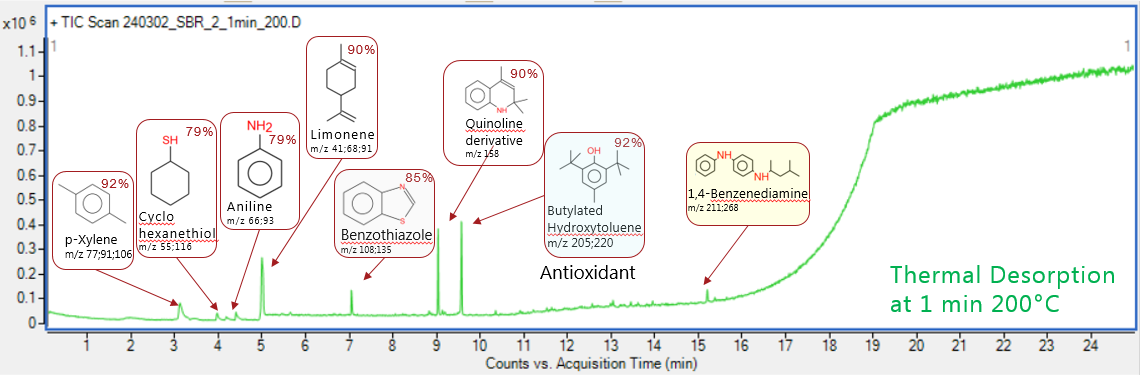 x10 6
+ TIC Scan 240302_SBR_2_1min_200.D
1
1
1.1
1
0.9
0.8
0.7
0.6
0.5
0.4
0.3
0.2
0.1
0
92%
p-Xylene
m/z 77;91;106
79%
SH
Cyclo
hexanethiol
m/z 55;116
NH2
79%
Aniline
m/z 66;93
90%
Limonene
m/z 41;68;91
85%
N
S
Benzothiazole
m/z 108;135
90%
NH
Quinoline
derivative
m/z 158
92%
OH
Butylated
Hydroxytoluene
m/z 205;220
Antioxidant
NH
NH
1,4-Benzenediamine
m/z 211;268
Thermal Desorption
at 1 min 200°C
1 2 3 4 5 6 7 8 9 10 11 12 13 14 15 16 17 18 19 20 21 22 23 24
Counts vs. Acquisition Time (min)